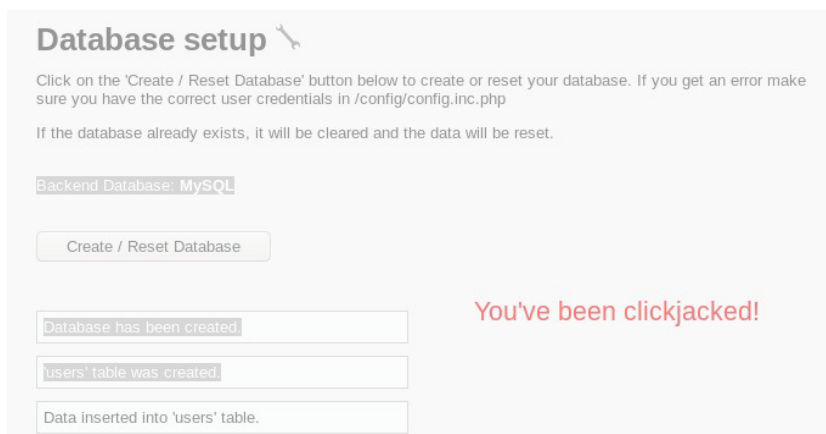 Database setup
Click on the 'Create / Reset Database' button below to create or reset your database. If you get an error make
sure you have the correct user credentials in /config/config.inc.php
If the database already exists, it will be cleared and the data will be reset.
Backend Database: MySQL
Create / Reset Database
You've been clickjacked!
Database has been created.
'users' table was created.
Data inserted into 'users' table.